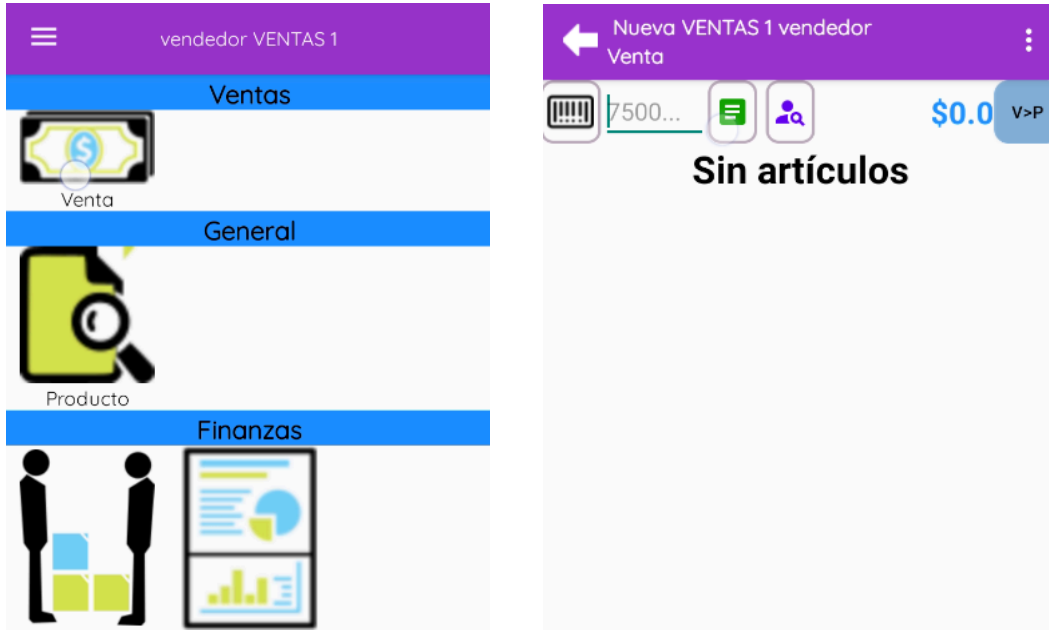 vendedor VENTAS 1
Ventas
Venta
General
Producto
Finanzas
Nueva VENTAS 1 vendedor
Venta
7500...
$0.0
V>P
Sin artículos